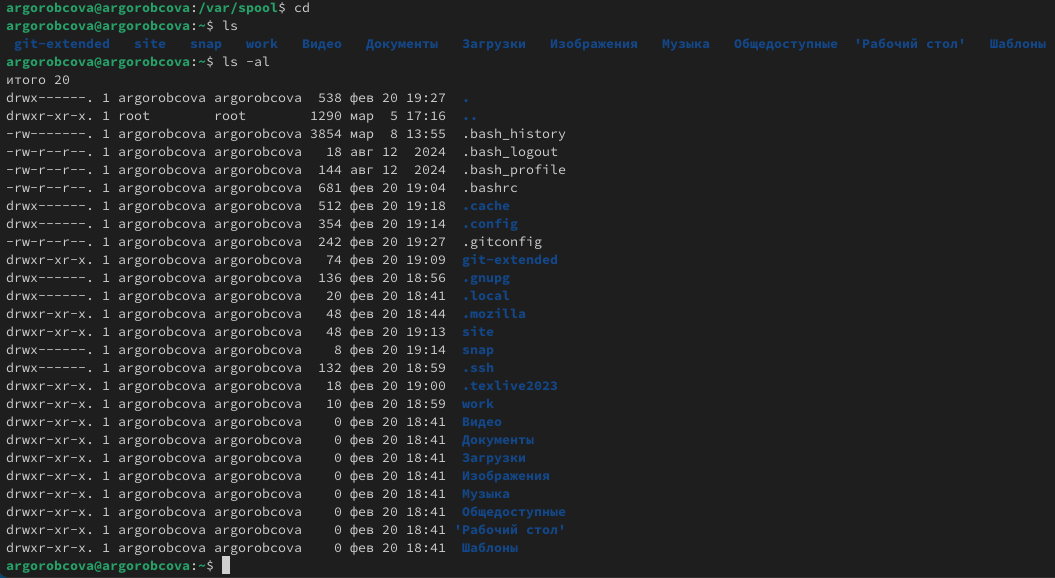 argorobcova@argorobcova:/var/spool$ cd
argorobcova@argorobcova:~$ ls
git-extended   site   snap   work   Видео   Документы   Загрузки   Изображения   Музыка   Общедоступные  'Рабочий стол'   Шаблоны
argorobcova@argorobcova:~$ ls -al
итого 20
drwx------. 1 argorobcova argorobcova  538 фев 20 19:27  .
drwxr-xr-x. 1 root        root        1290 мар  5 17:16  ..
-rw-------. 1 argorobcova argorobcova 3854 мар  8 13:55  .bash_history
-rw-r--r--. 1 argorobcova argorobcova   18 авг 12  2024  .bash_logout
-rw-r--r--. 1 argorobcova argorobcova  144 авг 12  2024  .bash_profile
-rw-r--r--. 1 argorobcova argorobcova  681 фев 20 19:04  .bashrc
drwx------. 1 argorobcova argorobcova  512 фев 20 19:18  .cache
drwx------. 1 argorobcova argorobcova  354 фев 20 19:14  .config
-rw-r--r--. 1 argorobcova argorobcova  242 фев 20 19:27  .gitconfig
drwxr-xr-x. 1 argorobcova argorobcova   74 фев 20 19:09  git-extended
drwx------. 1 argorobcova argorobcova  136 фев 20 18:56  .gnupg
drwx------. 1 argorobcova argorobcova   20 фев 20 18:41  .local
drwxr-xr-x. 1 argorobcova argorobcova   48 фев 20 18:44  .mozilla
drwxr-xr-x. 1 argorobcova argorobcova   48 фев 20 19:13  site
drwx------. 1 argorobcova argorobcova    8 фев 20 19:14  snap
drwx------. 1 argorobcova argorobcova  132 фев 20 18:59  .ssh
drwxr-xr-x. 1 argorobcova argorobcova   18 фев 20 19:00  .texlive2023
drwxr-xr-x. 1 argorobcova argorobcova   10 фев 20 18:59  work
drwxr-xr-x. 1 argorobcova argorobcova    0 фев 20 18:41  Видео
drwxr-xr-x. 1 argorobcova argorobcova    0 фев 20 18:41  Документы
drwxr-xr-x. 1 argorobcova argorobcova    0 фев 20 18:41  Загрузки
drwxr-xr-x. 1 argorobcova argorobcova    0 фев 20 18:41  Изображения
drwxr-xr-x. 1 argorobcova argorobcova    0 фев 20 18:41  Музыка
drwxr-xr-x. 1 argorobcova argorobcova    0 фев 20 18:41  Общедоступные
drwxr-xr-x. 1 argorobcova argorobcova    0 фев 20 18:41 'Рабочий стол'
drwxr-xr-x. 1 argorobcova argorobcova    0 фев 20 18:41  Шаблоны
argorobcova@argorobcova:~$